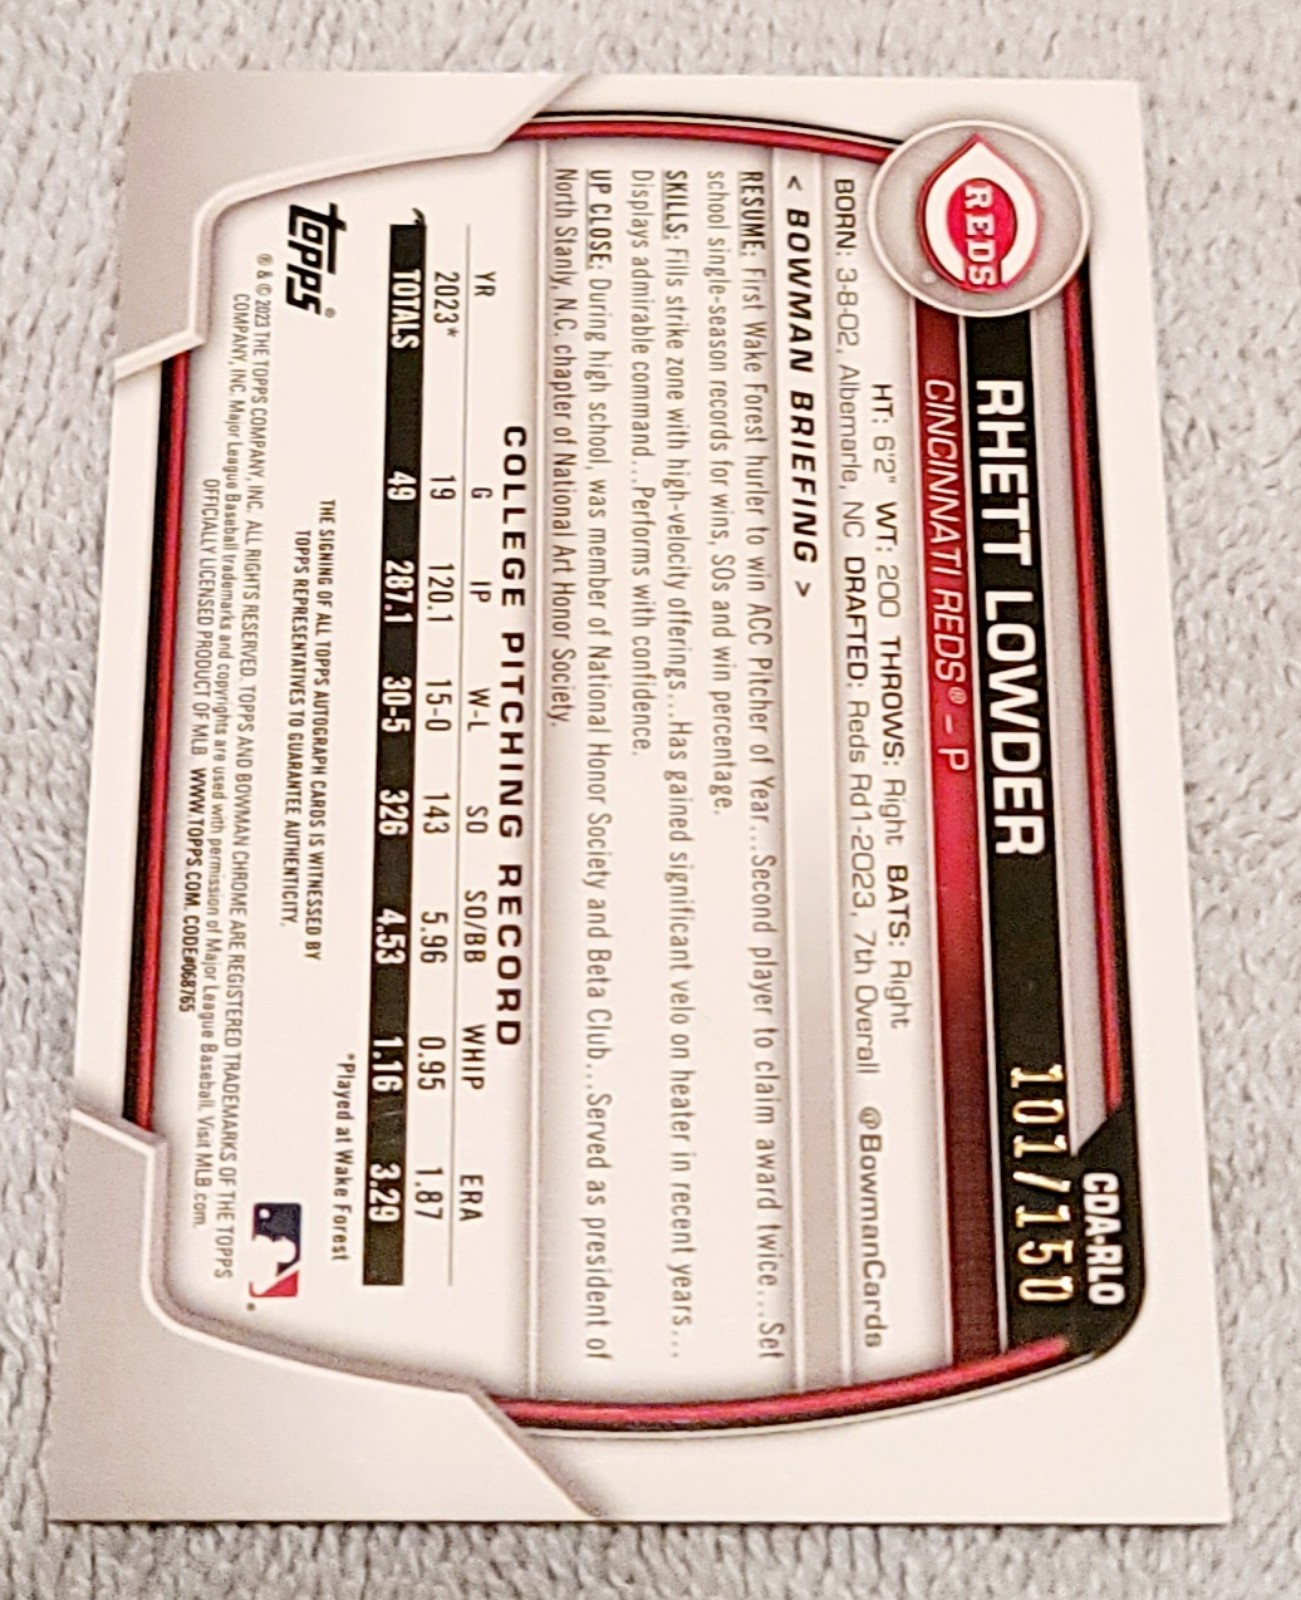 CDA-RLO
REDS
RHETT LOWDER
101/150
CINCINNATI REDS® – P
HT: 6'2" WT: 200 THROWS: Right BATS: Right
BORN: 3-8-02, Albemarle, NC DRAFTED: Reds Rd 1-2023, 7th Overall @BowmanCards
< BOWMAN BRIEFING >
RESUME: First Wake Forest hurler to win ACC Pitcher of Year...Second player to claim award twice...Set
school single-season records for wins, SOs and win percentage.
SKILLS: Fills strike zone with high-velocity offerings...Has gained significant velo on heater in recent years...
Displays admirable command...Performs with confidence.
UP CLOSE: During high school, was member of National Honor Society and Beta Club...Served as president of
North Stanly, N.C. chapter of National Art Honor Society.
COLLEGE PITCHING RECORD
YR G IP W-L SO SO/BB WHIP ERA
2023* 19 120.1 15-0 143 5.96 0.95 1.87
TOTALS 49 287.1 30-5 326 4.53 1.16 3.29
*Played at Wake Forest
topps®
THE SIGNING OF ALL TOPPS AUTOGRAPH CARDS IS WITNESSED BY
TOPPS REPRESENTATIVES TO GUARANTEE AUTHENTICITY.
® & © 2023 THE TOPPS COMPANY, INC. ALL RIGHTS RESERVED. TOPPS AND BOWMAN CHROME ARE REGISTERED TRADEMARKS OF THE TOPPS
COMPANY, INC. Major League Baseball trademarks and copyrights are used with permission of Major League Baseball. Visit MLB.com.
OFFICIALLY LICENSED PRODUCT OF MLB WWW.TOPPS.COM. CODE#068765